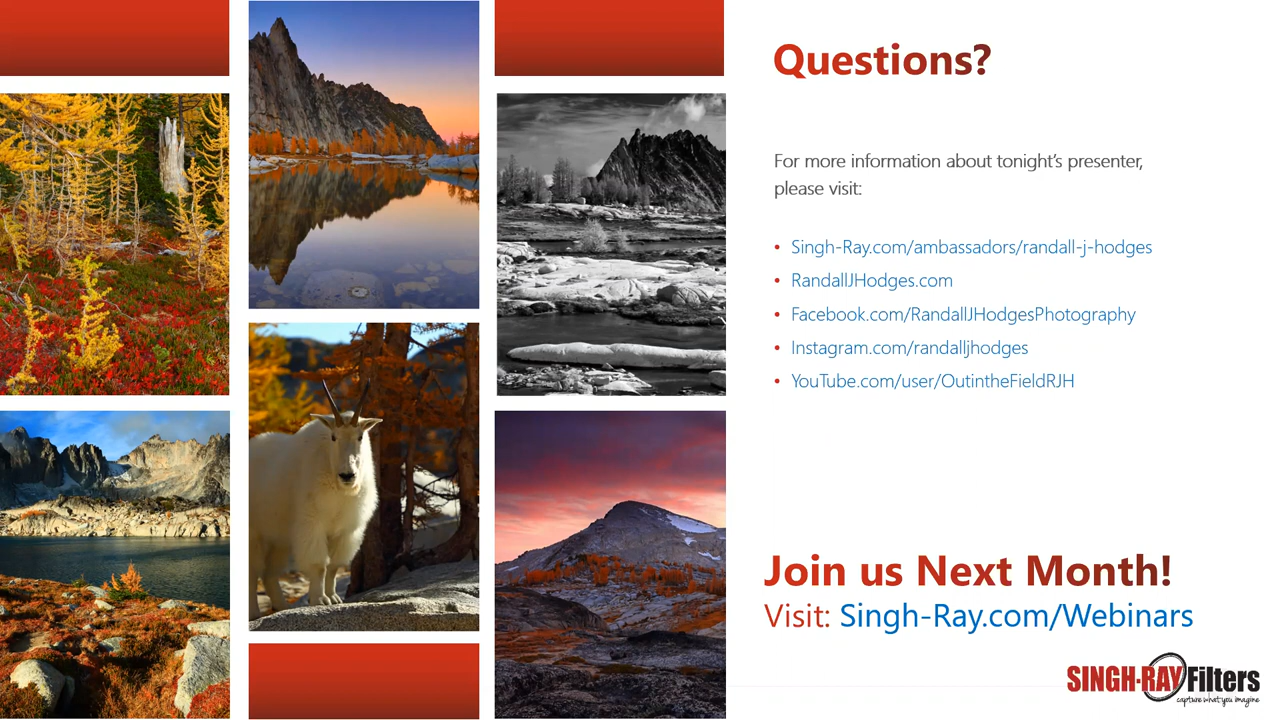 Questions?
For more information about tonight's presenter,
please visit:
• Singh-Ray.com/ambassadors/randall-j-hodges
• RandallJHodges.com
• Facebook.com/RandallJHodgesPhotography
• Instagram.com/randalljhodges
• YouTube.com/user/OutintheFieldRJH
Join us Next Month!
Visit: Singh-Ray.com/Webinars
SINGH-RAY Filters
capture what you imagine